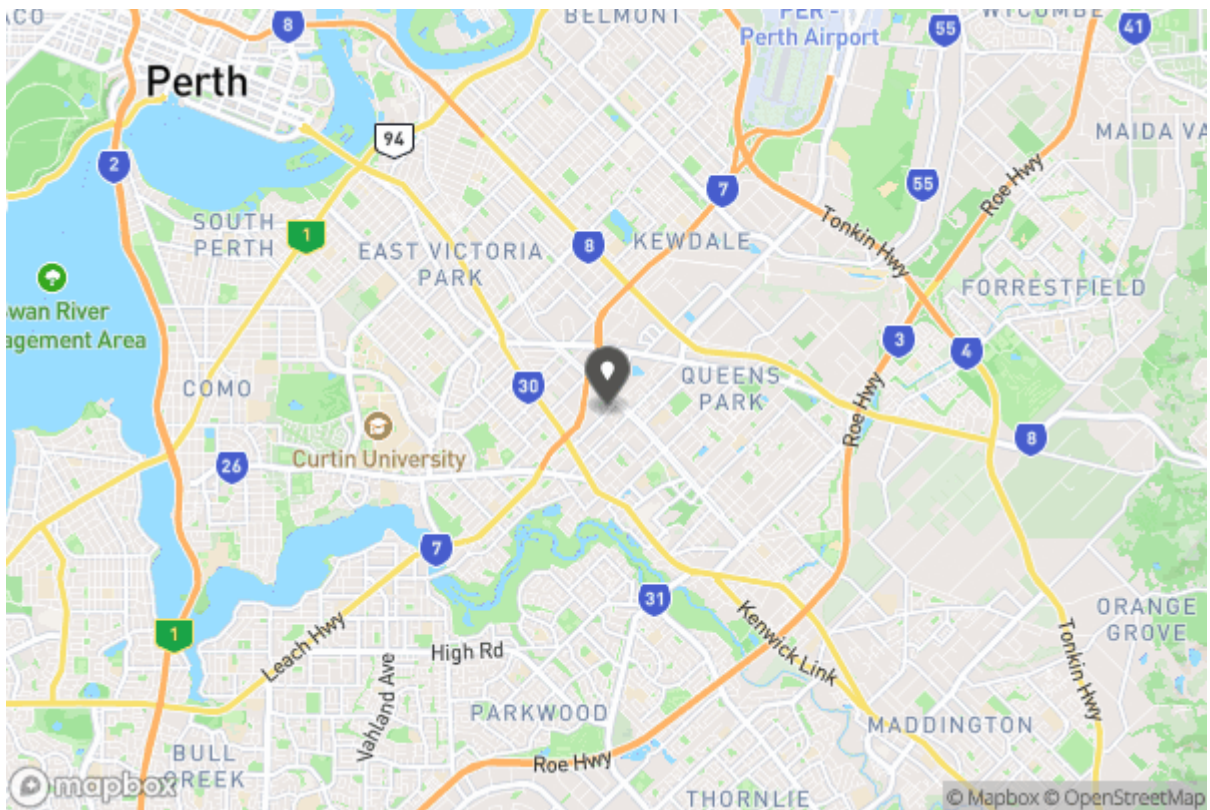 ACO
8
BELMONT
PER -
Perth Airport
55
WYCOMBE
41
Perth
94
MAIDA VA
2
7
55
Roe Hwy
SOUTH
PERTH
1
EAST VICTORIA
PARK
8
KEWDALE
Tonkin Hwy
FORRESTFIELD
wan River
agement Area
3
4
COMO
30
QUEENS
PARK
Roe Hwy
Curtin University
26
8
7
31
Kenwick Link
ORANGE
GROVE
1
Leach Hwy
High Rd
Tonkin Hwy
Vahland Ave
PARKWOOD
MADDINGTON
BULL
CREEK
Roe Hwy
THORNLIE
mapbox
© Mapbox © OpenStreetMap